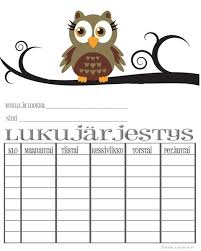 KOULU JA LUOKKA
NIMI
LUKUJÄRJESTYS
KLO MAANANTAI TIISTAI KESKIVIIKKO TORSTAI PERJANTAI